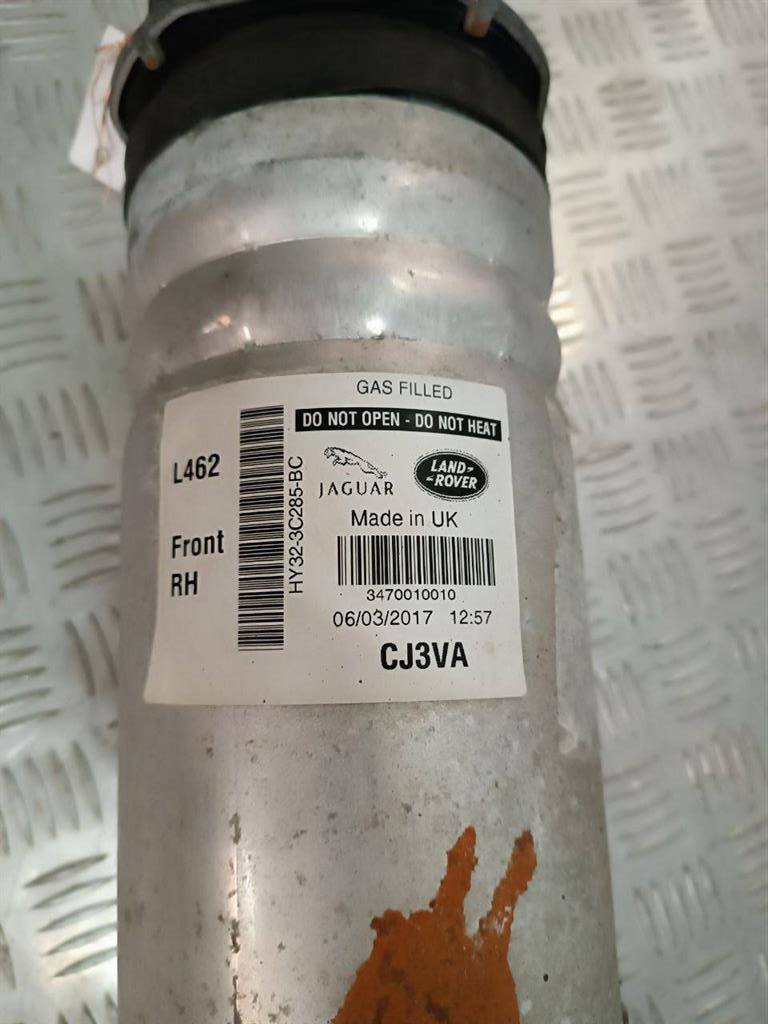 GAS FILLED
DO NOT OPEN - DO NOT HEAT
L462
Front
RH
HY32-3C285-BC
JAGUAR
LAND-
-ROVER
Made in UK
3470010010
06/03/2017 12:57
CJ3VA